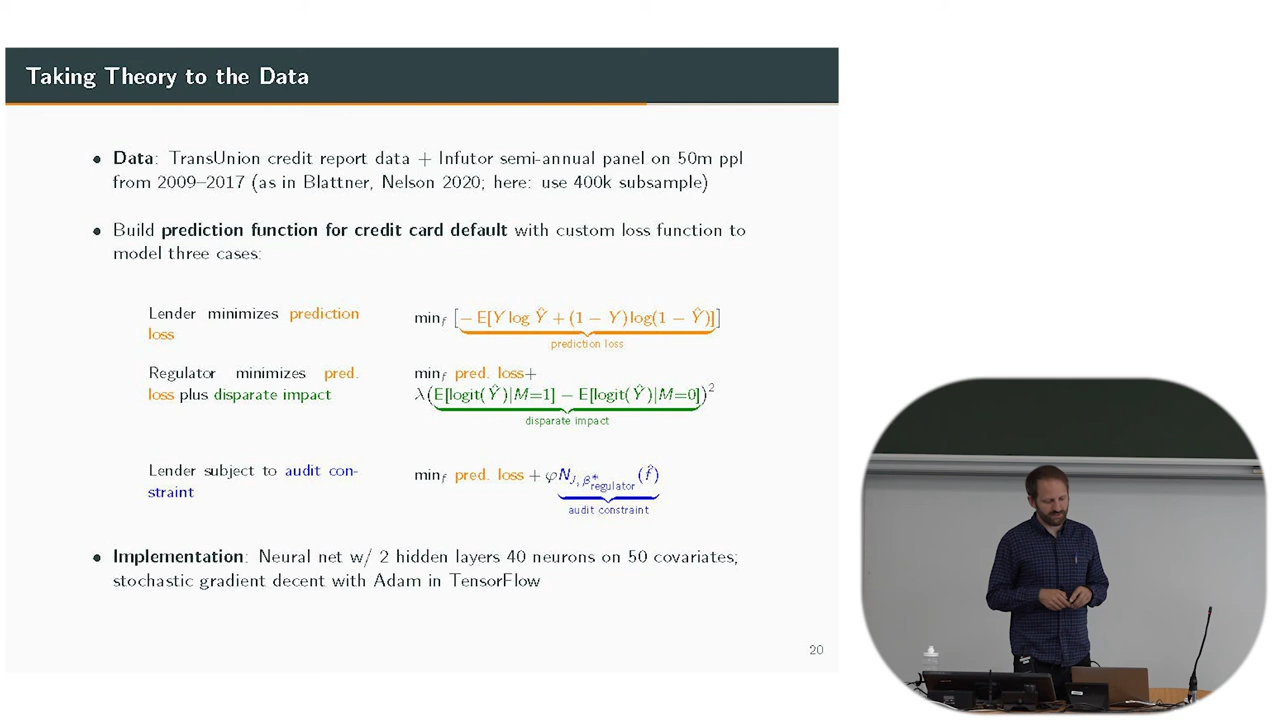 Taking Theory to the Data
• Data: TransUnion credit report data + Infutor semi-annual panel on 50m ppl
from 2009–2017 (as in Blattner, Nelson 2020; here: use 400k subsample)
• Build prediction function for credit card default with custom loss function to
model three cases:
Lender minimizes prediction
loss
min_f [− E[Y log Ŷ + (1 − Y) log(1 − Ŷ)]]
prediction loss
Regulator minimizes pred.
loss plus disparate impact
min_f pred. loss+
λ(E[logit(Ŷ)|M=1] − E[logit(Ŷ)|M=0])²
disparate impact
Lender subject to audit con-
straint
min_f pred. loss + φN_{J, β*_regulator}(f̂)
audit constraint
• Implementation: Neural net w/ 2 hidden layers 40 neurons on 50 covariates;
stochastic gradient decent with Adam in TensorFlow
20